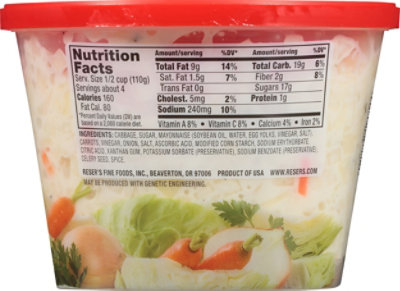 Nutrition
Facts
Serv. Size 1/2 cup (110g)
Servings about 4
Calories 160
Fat Cal. 80
*Percent Daily Values (DV) are
based on a 2,000 calorie diet.
Amount/serving %DV* Amount/serving %DV*
Total Fat 9g 14% Total Carb. 19g 6%
Sat. Fat 1.5g 7% Fiber 2g 8%
Trans Fat 0g Sugars 17g
Cholest. 5mg 2% Protein 1g
Sodium 240mg 10%
Vitamin A 8% • Vitamin C 8% • Calcium 4% • Iron 2%
INGREDIENTS: CABBAGE, SUGAR, MAYONNAISE (SOYBEAN OIL, WATER, EGG YOLKS, VINEGAR, SALT),
CARROTS, VINEGAR, ONION, SALT, ASCORBIC ACID, MODIFIED CORN STARCH, SODIUM ERYTHORBATE,
CITRIC ACID, XANTHAN GUM, POTASSIUM SORBATE (PRESERVATIVE), SODIUM BENZOATE (PRESERVATIVE),
CELERY SEED, SPICE.
RESER'S FINE FOODS, INC., BEAVERTON, OR 97006 PRODUCT OF USA WWW.RESERS.COM
MAY BE PRODUCED WITH GENETIC ENGINEERING.